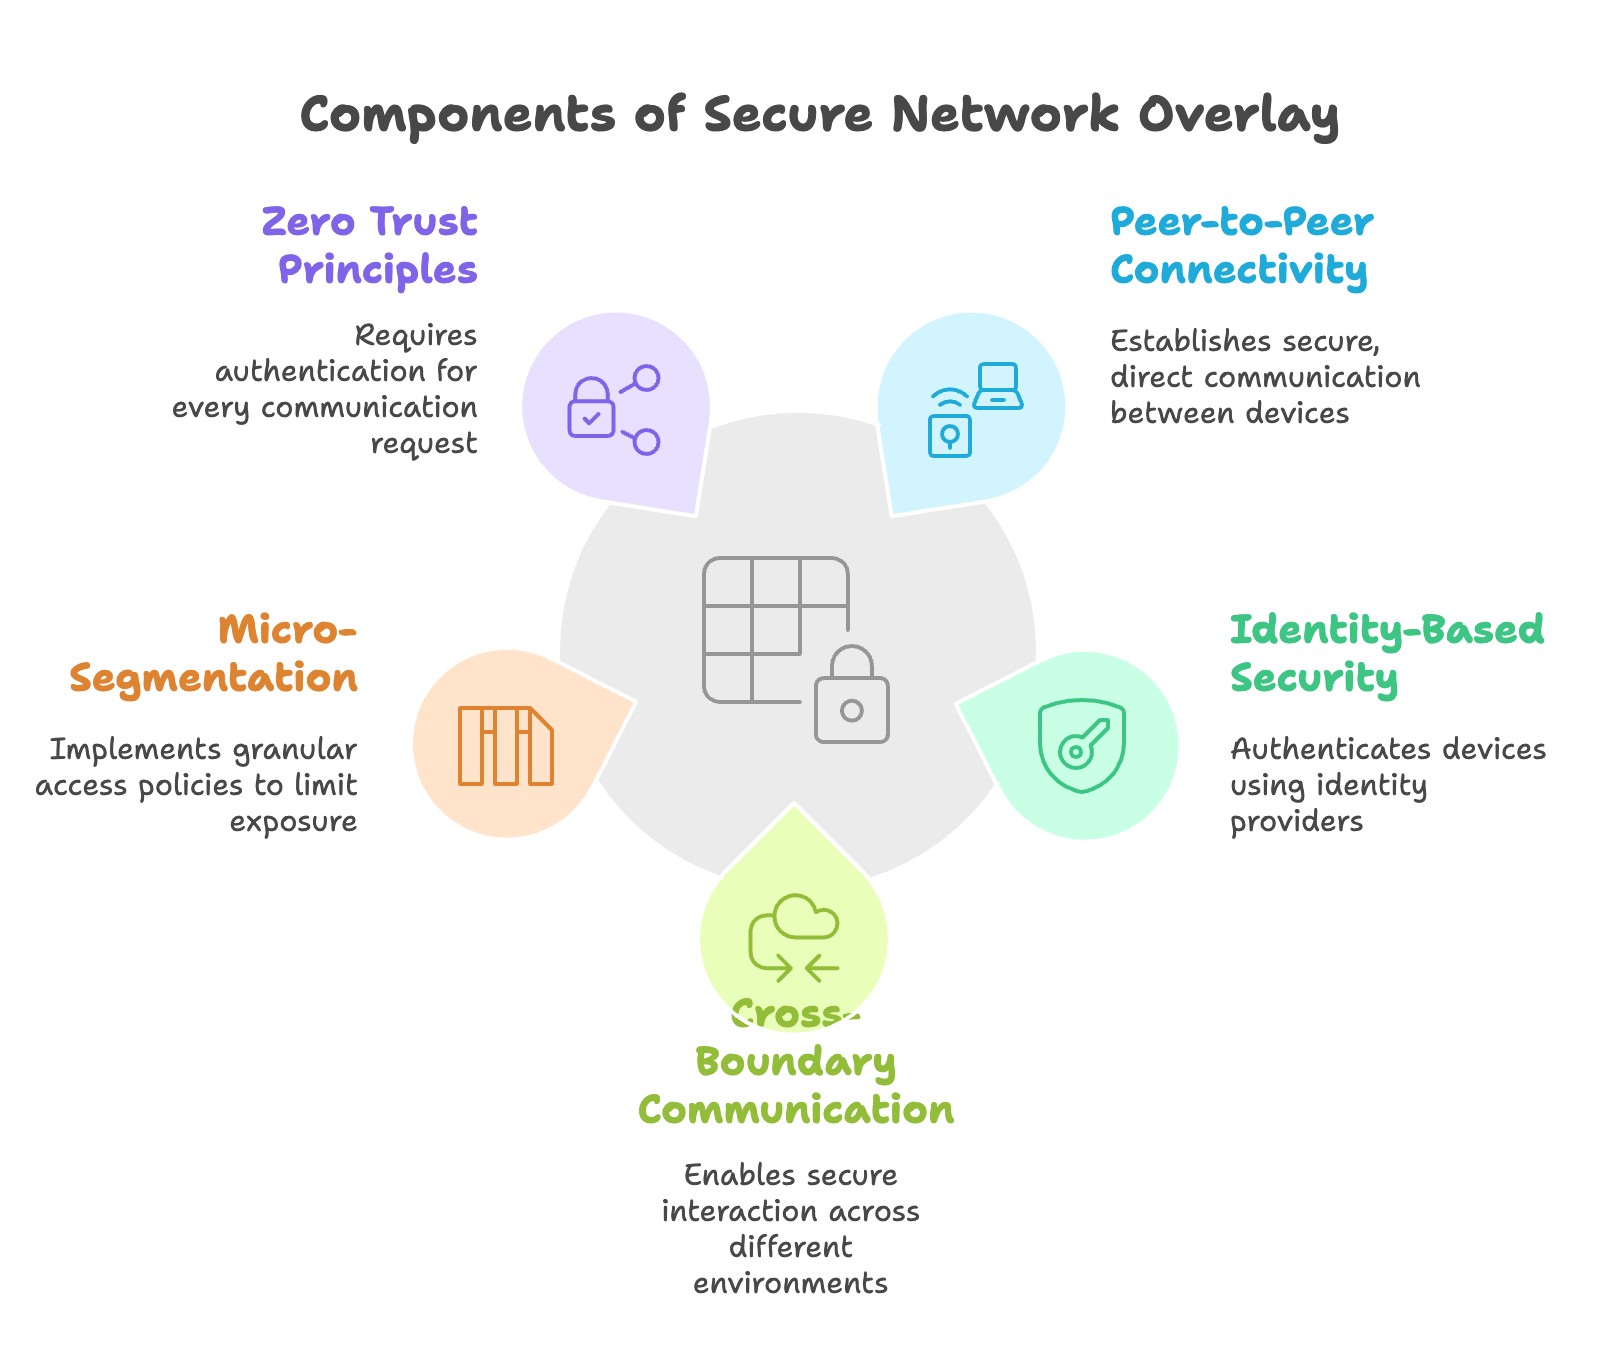 Components of Secure Network Overlay
Zero Trust
Principles
Requires
authentication for
every communication
request
Peer-to-Peer
Connectivity
Establishes secure,
direct communication
between devices
Micro-
Segmentation
Implements granular
access policies to limit
exposure
Identity-Based
Security
Authenticates devices
using identity
providers
Cross-
Boundary
Communication
Enables secure
interaction across
different
environments